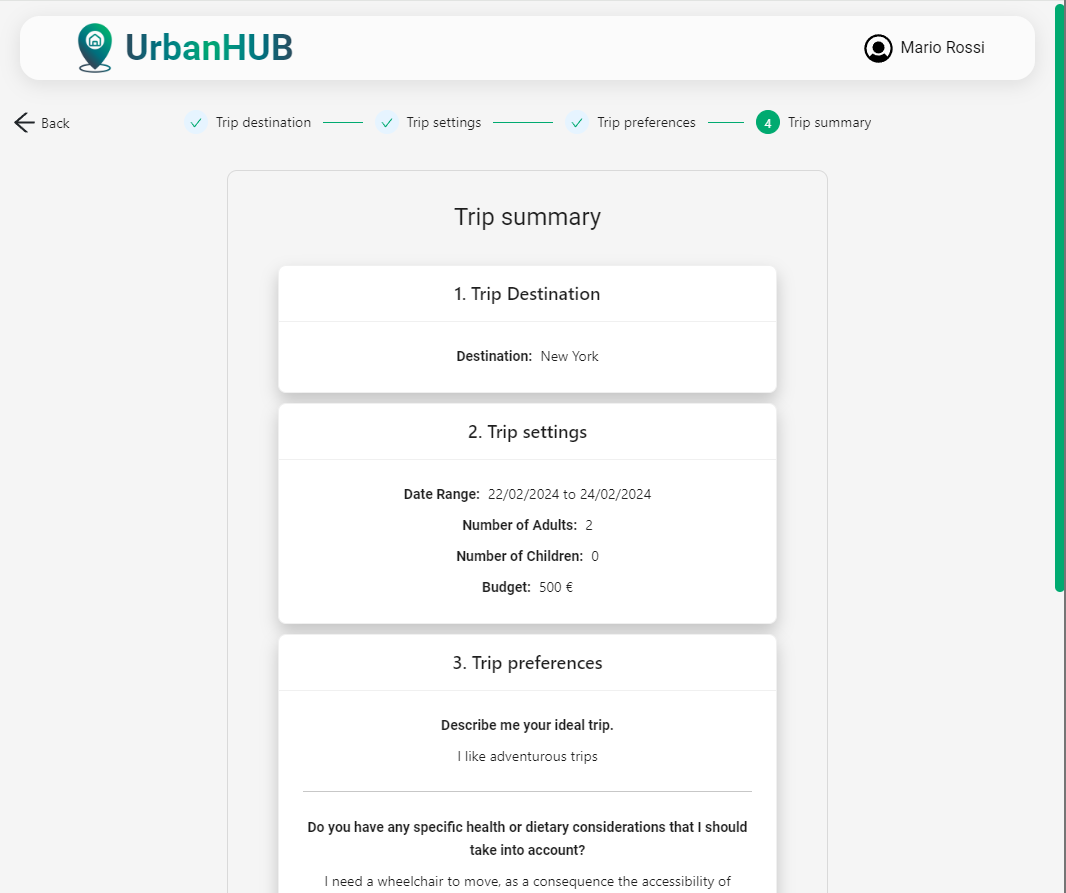 UrbanHUB
Mario Rossi
Back
Trip destination
Trip settings
Trip preferences
4 Trip summary
Trip summary
1. Trip Destination
Destination: New York
2. Trip settings
Date Range: 22/02/2024 to 24/02/2024
Number of Adults: 2
Number of Children: 0
Budget: 500 €
3. Trip preferences
Describe me your ideal trip.
I like adventurous trips
Do you have any specific health or dietary considerations that I should
take into account?
I need a wheelchair to move, as a consequence the accessibility of